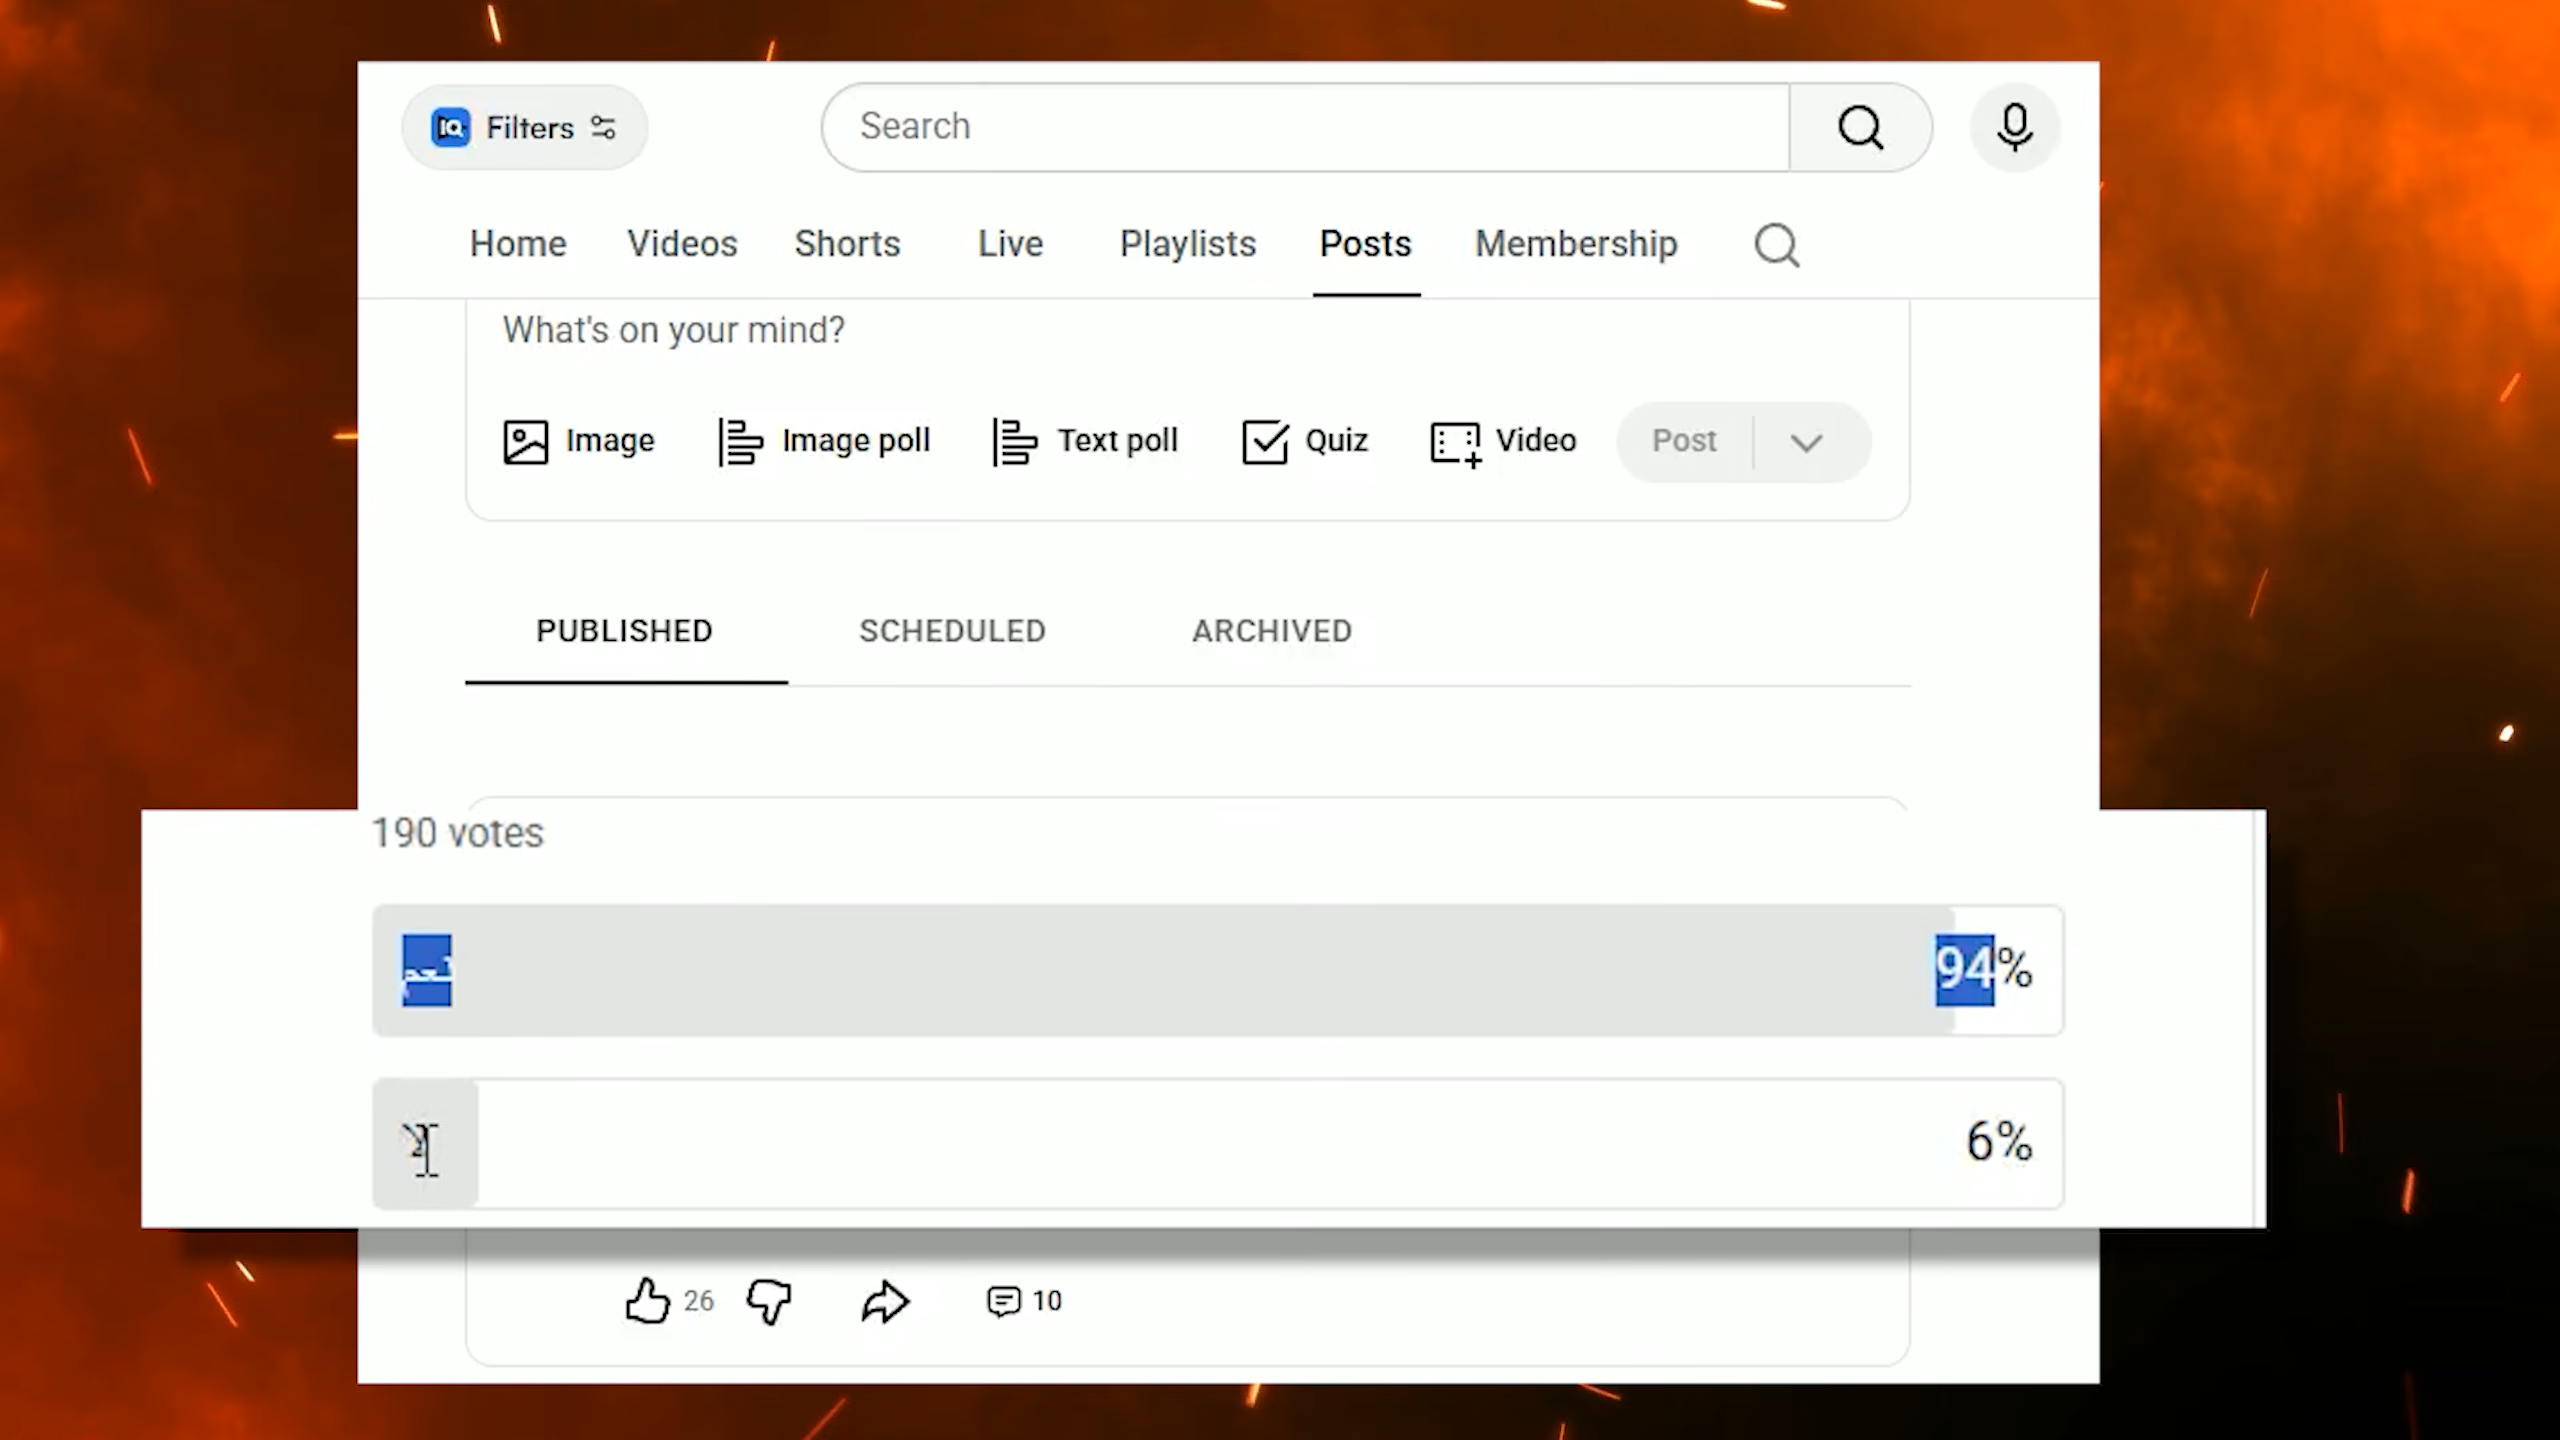 IQ Filters
Search
Home Videos Shorts Live Playlists Posts Membership
What's on your mind?
Image Image poll Text poll Quiz Video Post
PUBLISHED SCHEDULED ARCHIVED
190 votes
94%
6%
26 10